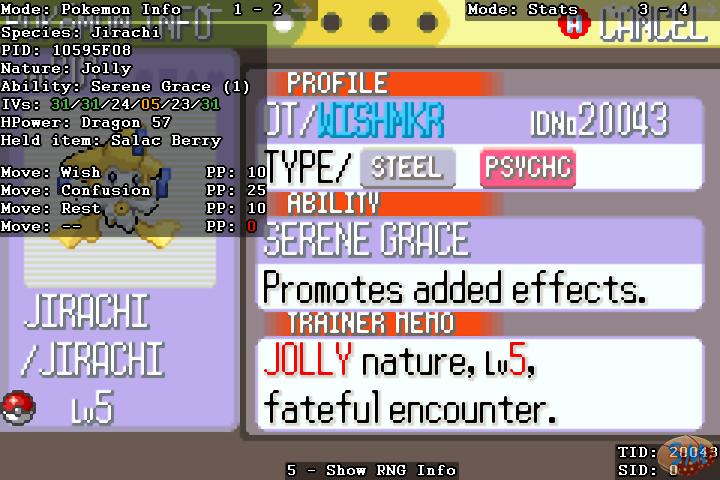 Mode: Pokemon Info 1 - 2
Mode: Stats 3 - 4
CANCEL
Species: Jirachi
PID: 10595F08
Nature: Jolly
Ability: Serene Grace (1)
IVs: 31/31/24/05/23/31
HPower: Dragon 57
Held item: Salac Berry
Move: Wish PP: 10
Move: Confusion PP: 25
Move: Rest PP: 10
Move: -- PP: 0
JIRACHI
/JIRACHI
Lv5
PROFILE
OT/WISHMKR IDNo20043
TYPE/ STEEL PSYCHC
ABILITY
SERENE GRACE
Promotes added effects.
TRAINER MEMO
JOLLY nature, Lv5,
fateful encounter.
5 - Show RNG Info
TID: 20043
SID: 0